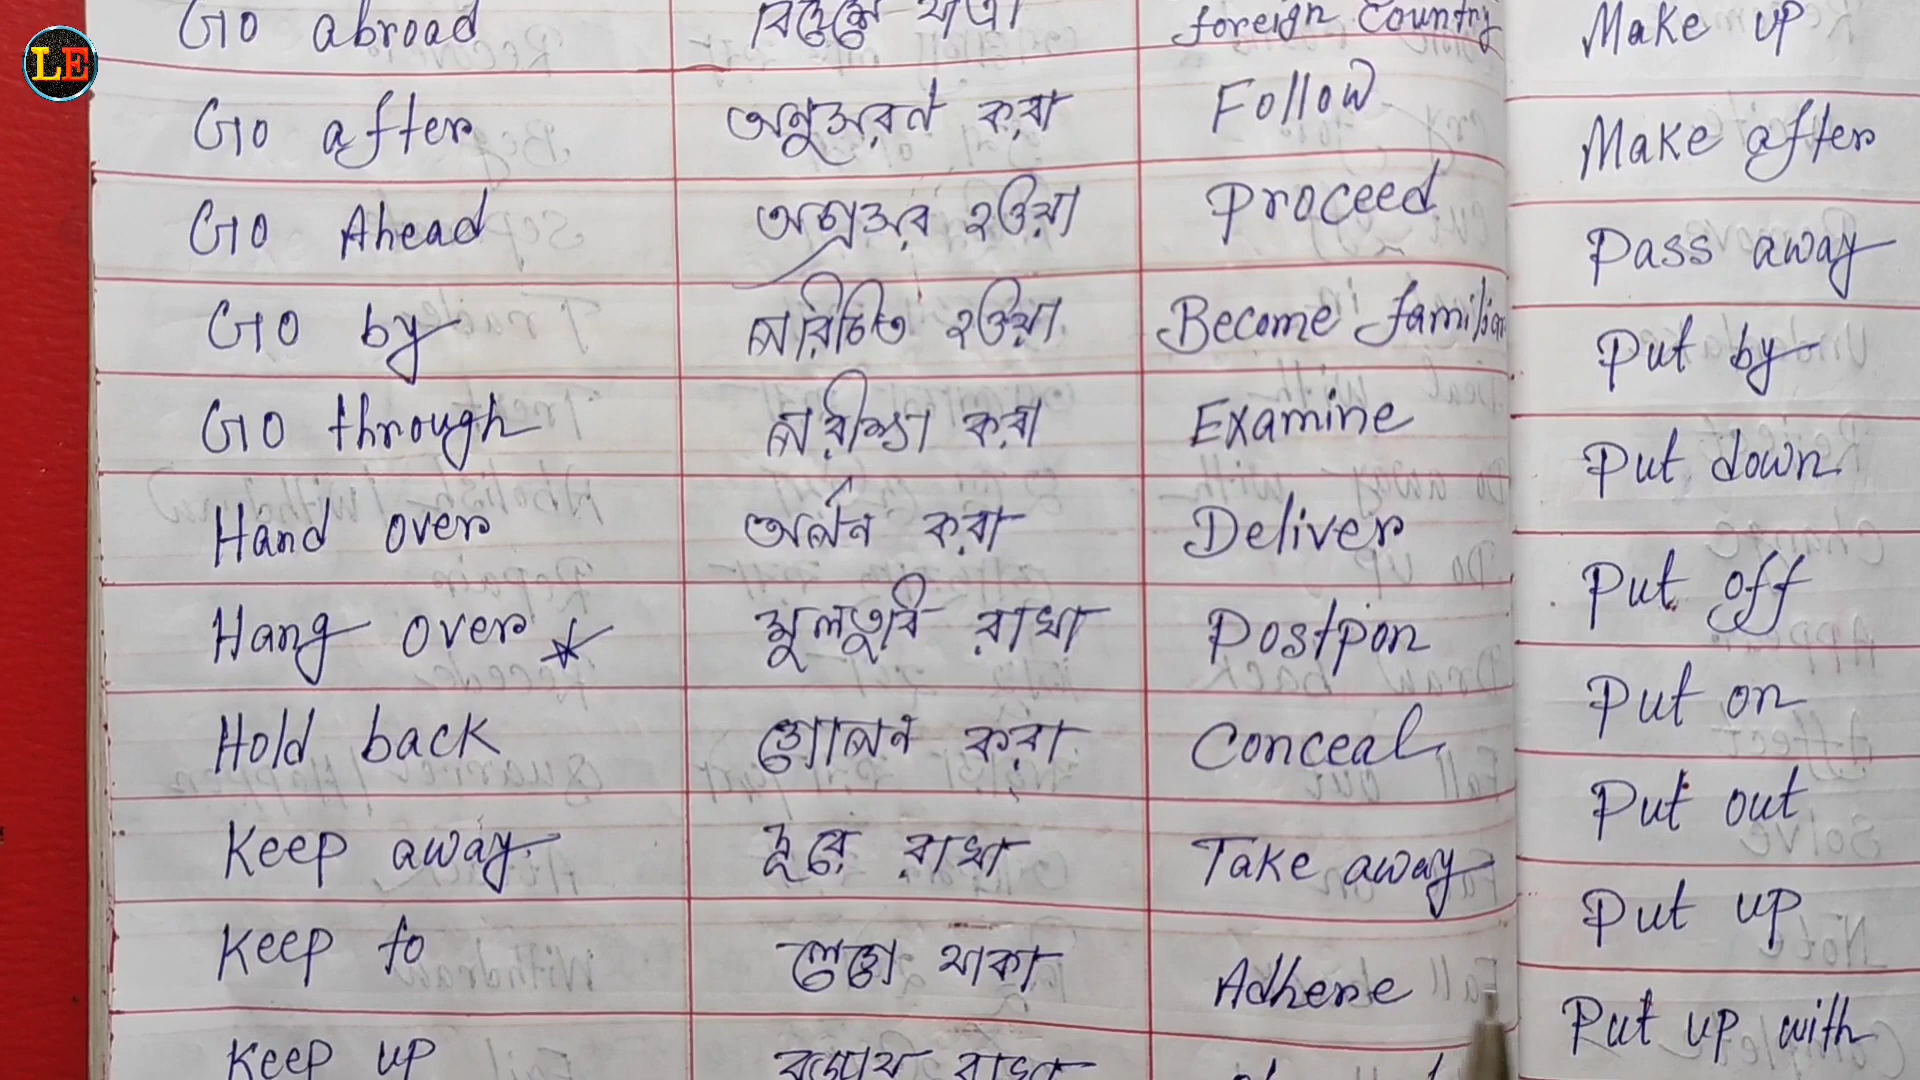 LE
Go abroad বিদেশে যাত্রা foreign country
Go after অনুসরণ করা Follow
Go Ahead অগ্রসর হওয়া Proceed
Go by পরিচিত হওয়া Become familiar
Go through পরীক্ষা করা Examine
Hand over অর্পন করা Deliver
Hang over মুলতুবি রাখা Postpon
Hold back গোপন করা Conceal
Keep away দূরে রাখা Take away
Keep to লেগে থাকা Adhere
Keep up বজায় রাখা
Make up
Make after
Pass away
Put by
Put down
Put off
Put on
Put out
Put up
Put up with